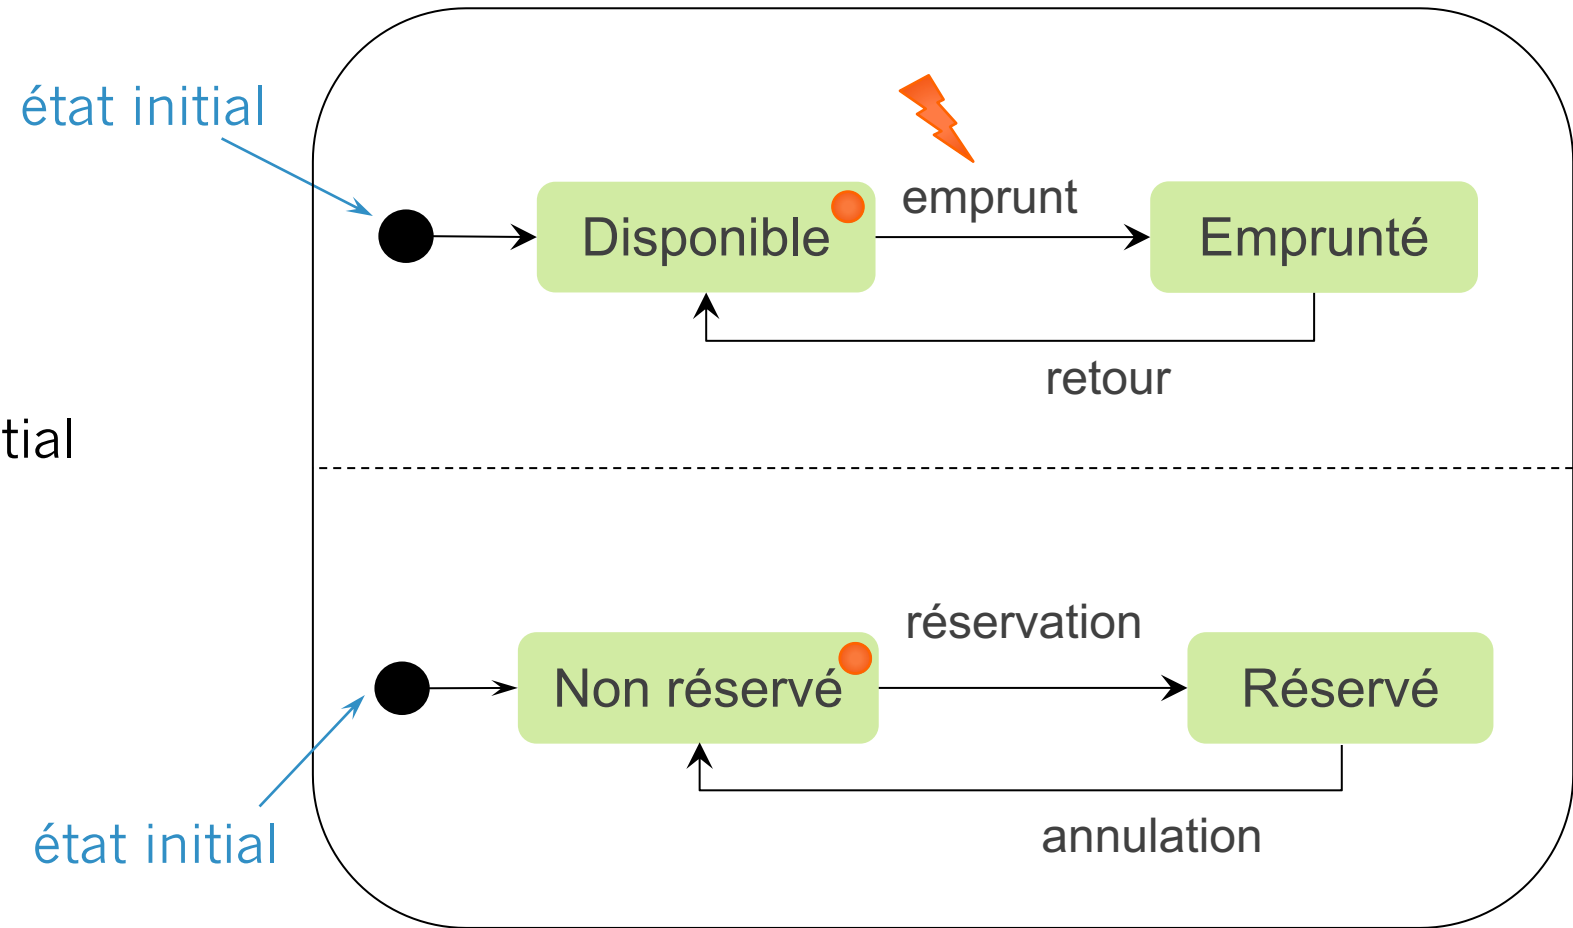 état initial
emprunt
Disponible
Emprunté
retour
tial
réservation
Non réservé
Réservé
annulation
état initial